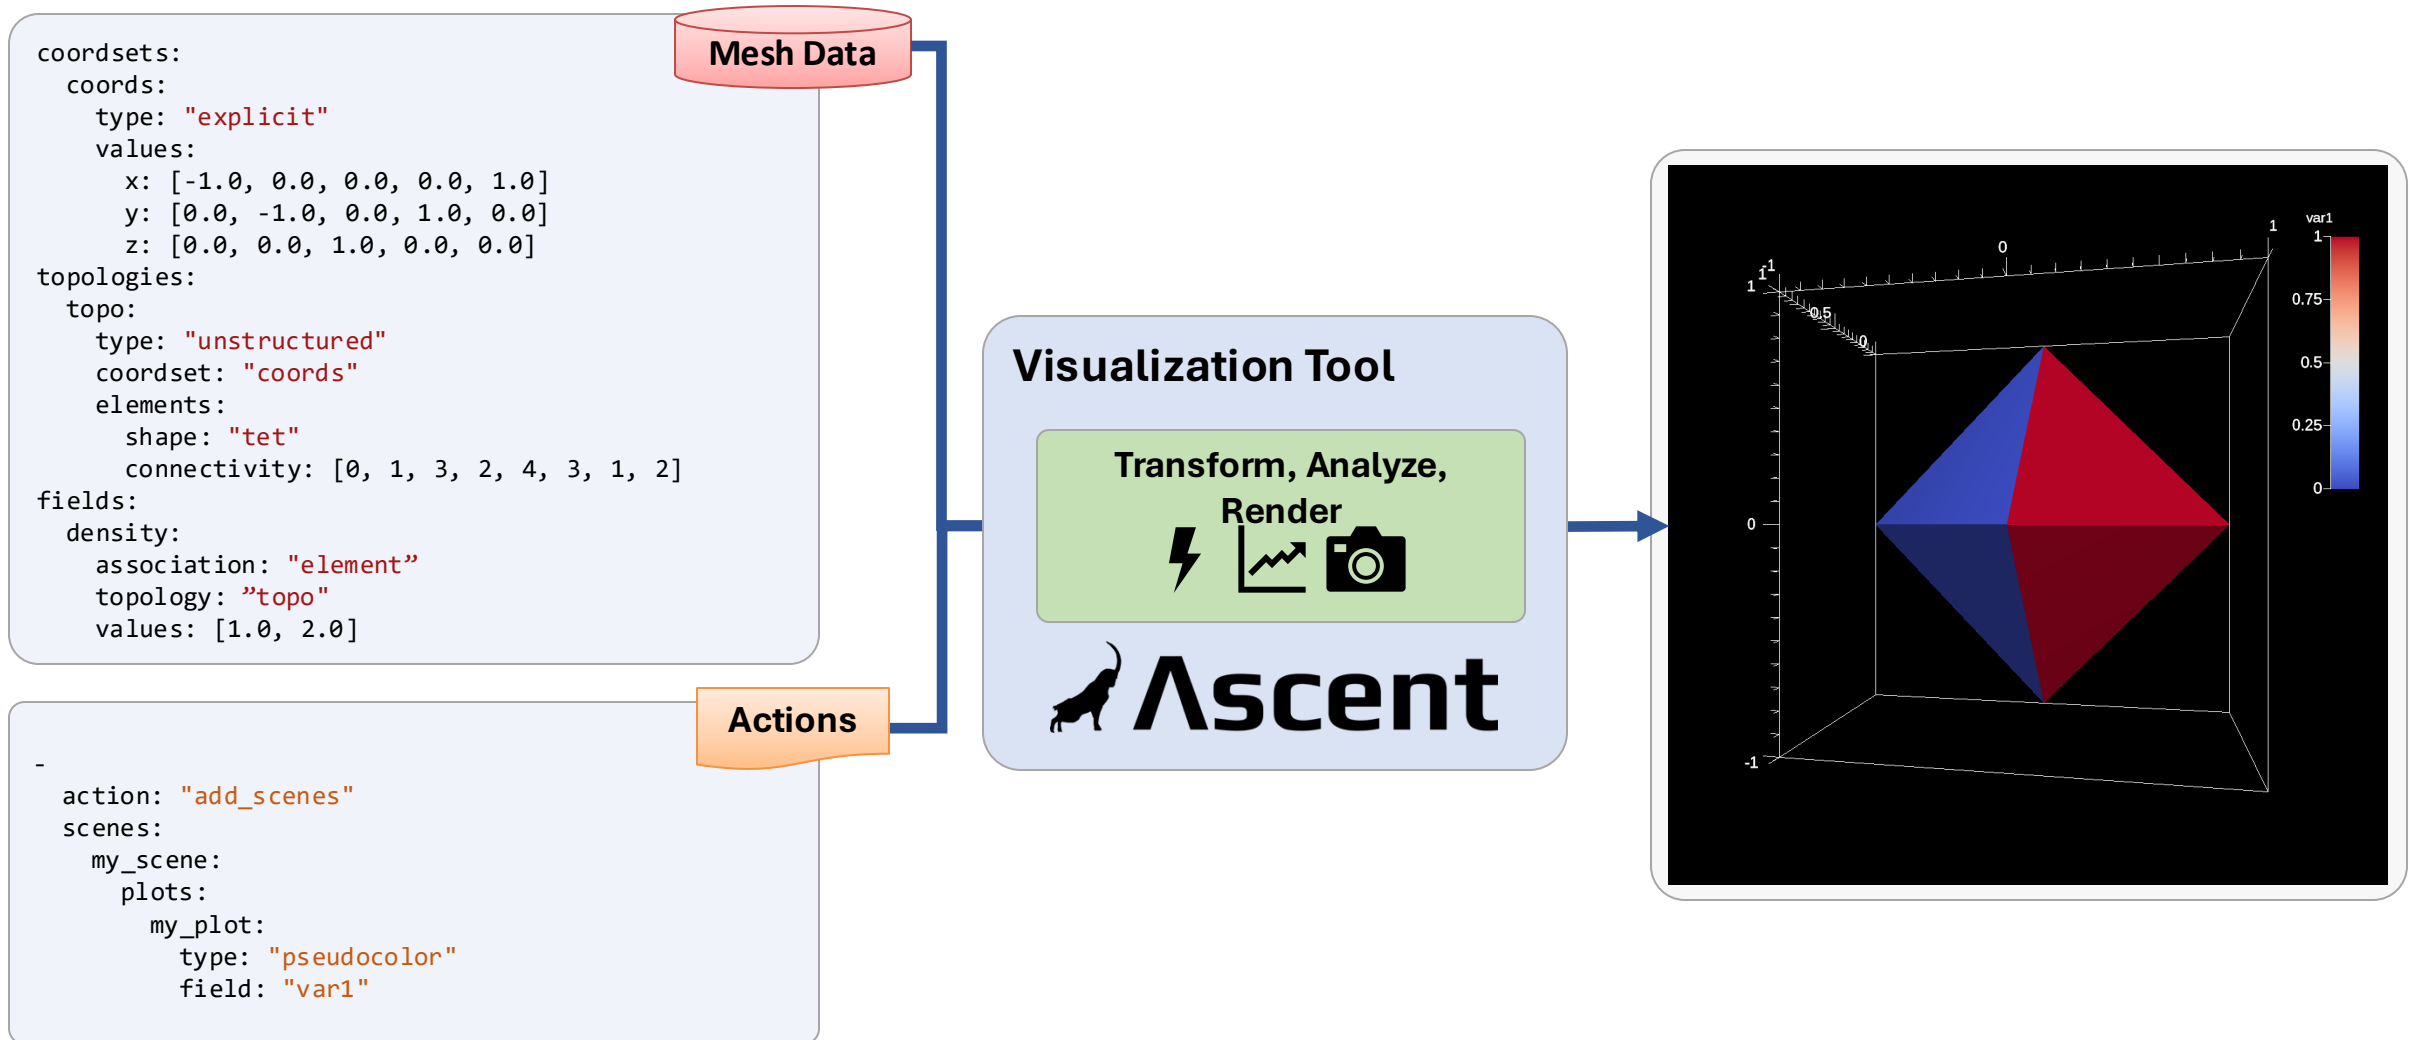 Mesh Data
coordsets:
  coords:
    type: "explicit"
    values:
      x: [-1.0, 0.0, 0.0, 0.0, 1.0]
      y: [0.0, -1.0, 0.0, 1.0, 0.0]
      z: [0.0, 0.0, 1.0, 0.0, 0.0]
topologies:
  topo:
    type: "unstructured"
    coordset: "coords"
    elements:
      shape: "tet"
      connectivity: [0, 1, 3, 2, 4, 3, 1, 2]
fields:
  density:
    association: "element”
    topology: ”topo"
    values: [1.0, 2.0]
Actions
-
  action: "add_scenes"
  scenes:
    my_scene:
      plots:
        my_plot:
          type: "pseudocolor"
          field: "var1"
Visualization Tool
Transform, Analyze,
Render
Ascent
-1
0
1
1
0.5
0
1
0
-1
var1
1
0.75
0.5
0.25
0